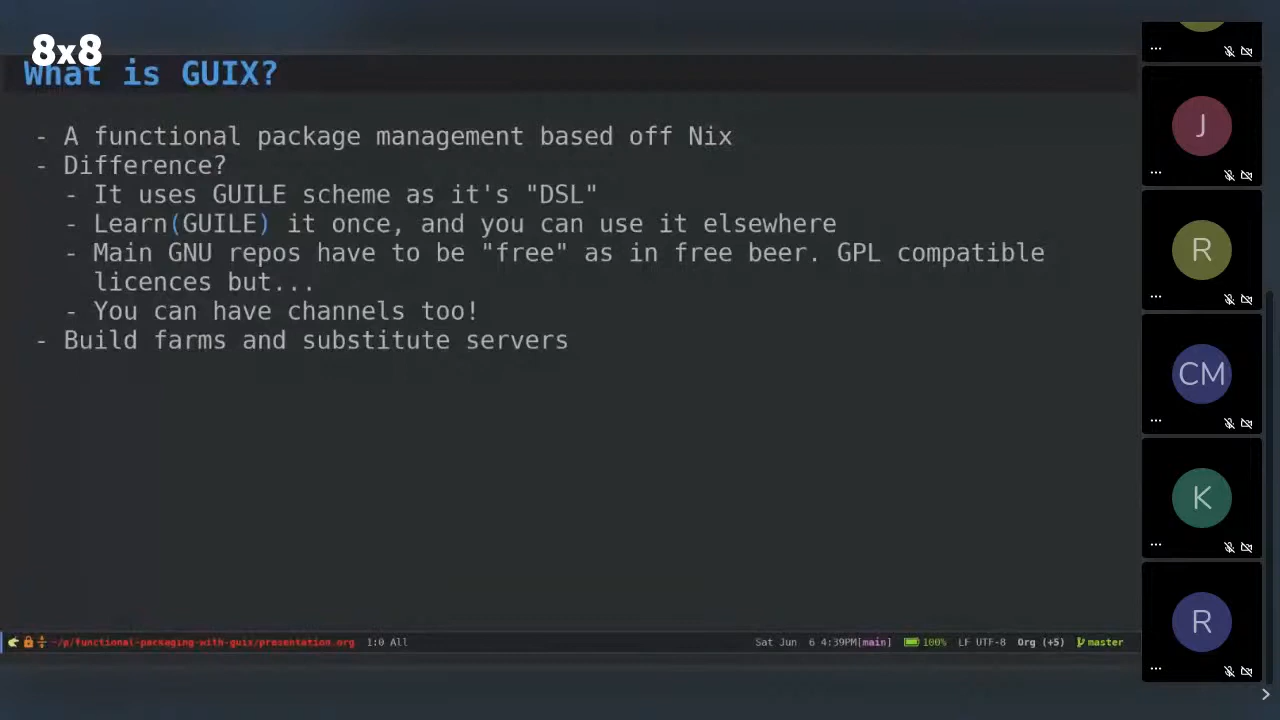 8x8
What is GUIX?
- A functional package management based off Nix
- Difference?
- It uses GUILE scheme as it's "DSL"
- Learn(GUILE) it once, and you can use it elsewhere
- Main GNU repos have to be "free" as in free beer. GPL compatible
licences but...
- You can have channels too!
- Build farms and substitute servers
~/p/functional-packaging-with-guix/presentation.org 1:0 All
Sat Jun 6 4:39PM[main] 100% LF UTF-8 Org (+5) master
J
R
CM
K
R